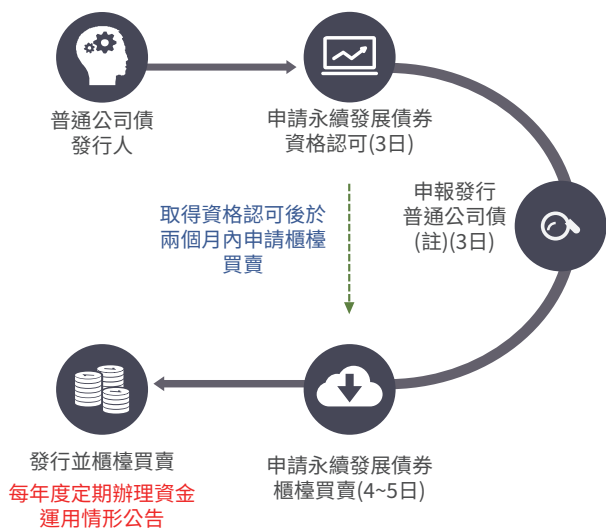 普通公司債
發行人
申請永續發展債券
資格認可(3日)
申報發行
普通公司債
(註)(3日)
取得資格認可後於
兩個月內申請櫃檯
買賣
申請永續發展債券
櫃檯買賣(4~5日)
發行並櫃檯買賣
每年度定期辦理資金
運用情形公告